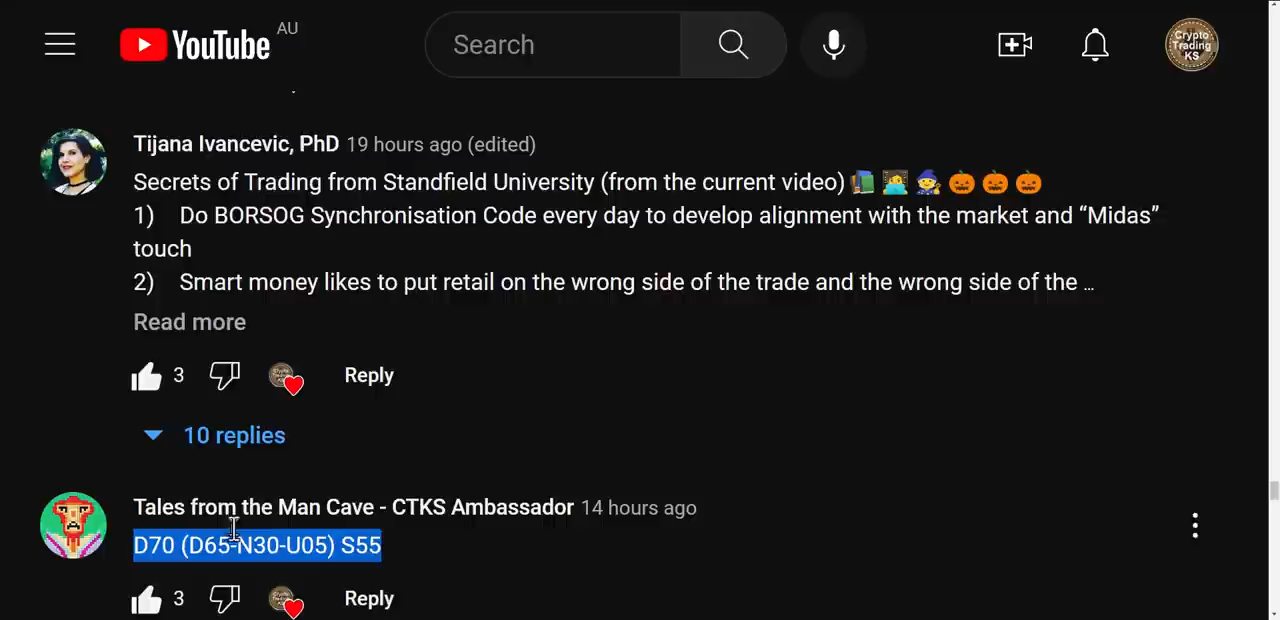 YouTube AU
Search
Crypto
Trading
KS
Tijana Ivancevic, PhD 19 hours ago (edited)
Secrets of Trading from Standfield University (from the current video) 📚 👩‍💻 🧙‍♀️ 🎃 🎃 🎃
1) Do BORSOG Synchronisation Code every day to develop alignment with the market and “Midas”
touch
2) Smart money likes to put retail on the wrong side of the trade and the wrong side of the ...
Read more
3 Reply
10 replies
Tales from the Man Cave - CTKS Ambassador 14 hours ago
D70 (D65-N30-U05) S55
3 Reply